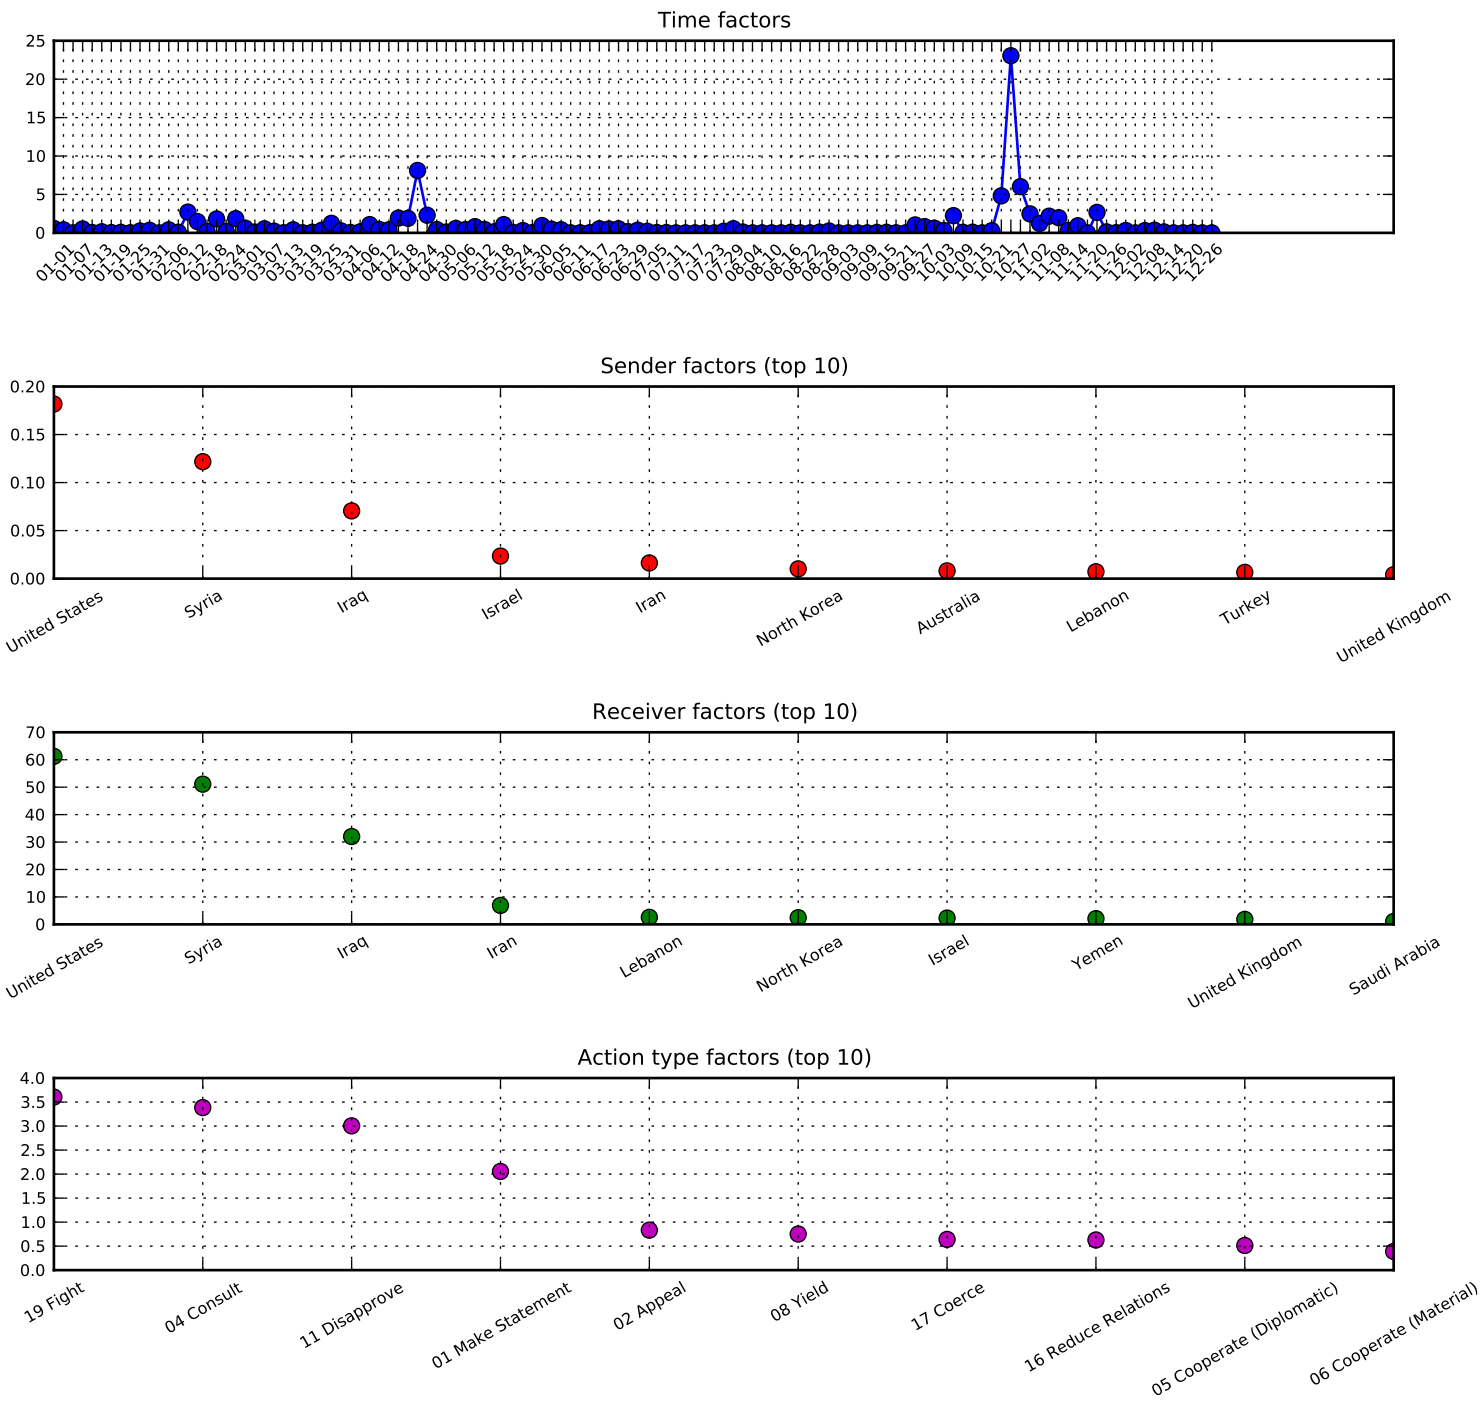 Time factors
25
20
15
10
5
0
01-01
01-07
01-13
01-19
01-25
01-31
02-06
02-12
02-18
02-24
03-01
03-07
03-13
03-19
03-25
03-31
04-06
04-12
04-18
04-24
04-30
05-06
05-12
05-18
05-24
05-30
06-05
06-11
06-17
06-23
06-29
07-05
07-11
07-17
07-23
07-29
08-04
08-10
08-16
08-22
08-28
09-03
09-09
09-15
09-21
09-27
10-03
10-09
10-15
10-21
10-27
11-02
11-08
11-14
11-20
11-26
12-02
12-08
12-14
12-20
12-26
Sender factors (top 10)
0.20
0.15
0.10
0.05
0.00
United States
Syria
Iraq
Israel
Iran
North Korea
Australia
Lebanon
Turkey
United Kingdom
Receiver factors (top 10)
70
60
50
40
30
20
10
0
United States
Syria
Iraq
Iran
Lebanon
North Korea
Israel
Yemen
United Kingdom
Saudi Arabia
Action type factors (top 10)
4.0
3.5
3.0
2.5
2.0
1.5
1.0
0.5
0.0
19 Fight
04 Consult
11 Disapprove
01 Make Statement
02 Appeal
08 Yield
17 Coerce
16 Reduce Relations
05 Cooperate (Diplomatic)
06 Cooperate (Material)